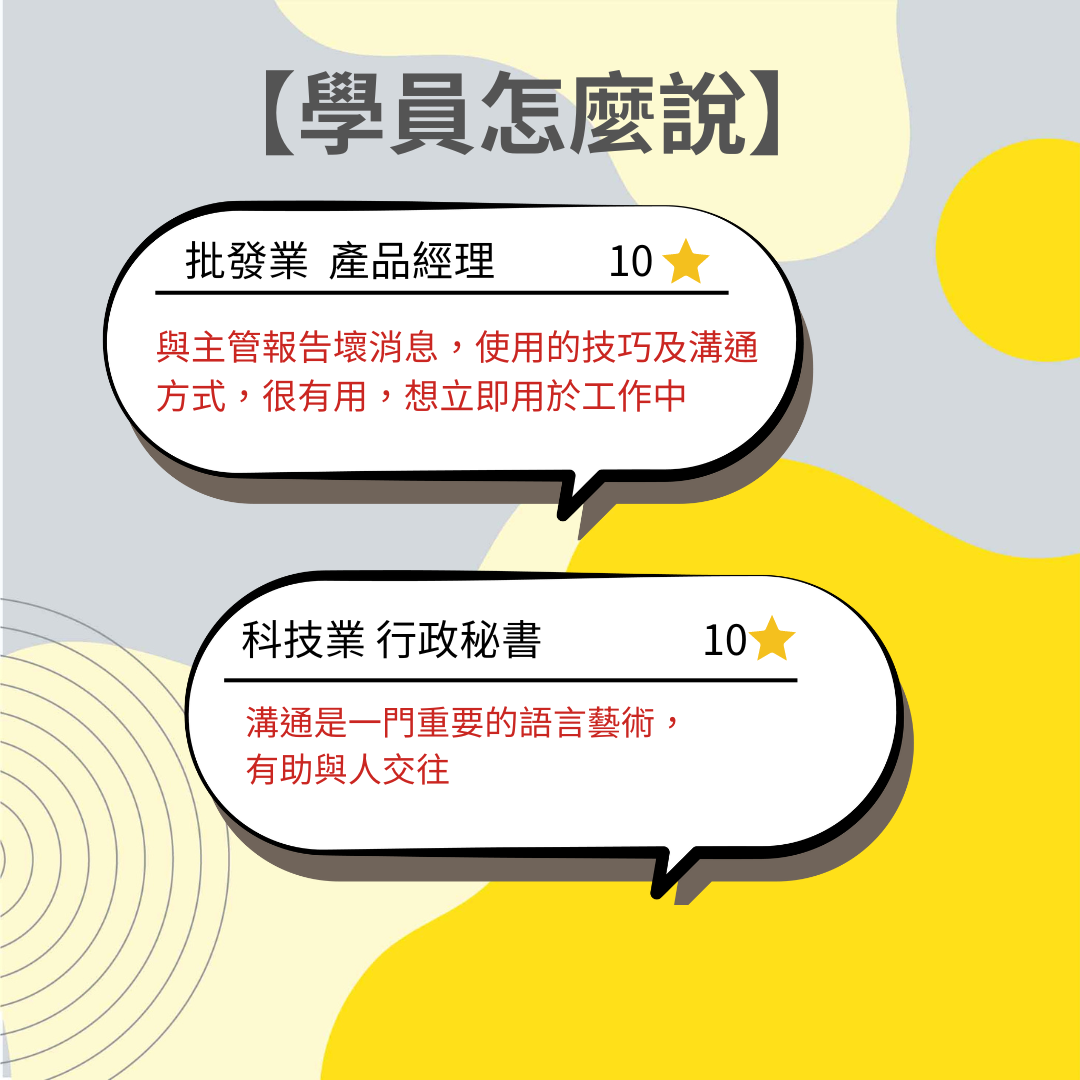 【學員怎麼說】
批發業 產品經理 10
與主管報告壞消息，使用的技巧及溝通
方式，很有用，想立即用於工作中
科技業 行政秘書 10
溝通是一門重要的語言藝術，
有助與人交往